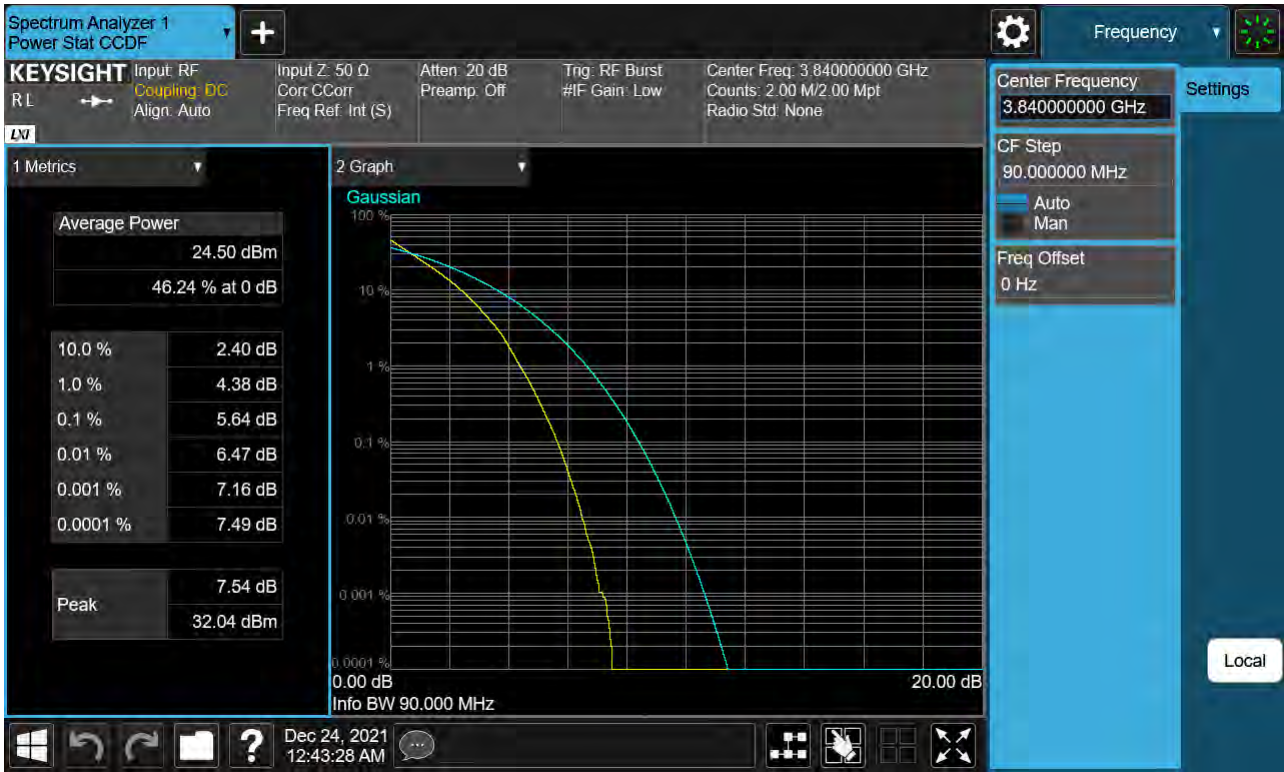 Spectrum Analyzer 1
Power Stat CCDF
Frequency
KEYSIGHT
R L
LXI
Input: RF
Coupling: DC
Align: Auto
Input Z: 50 Ω
Corr CCorr
Freq Ref: Int (S)
Atten: 20 dB
Preamp: Off
Trig: RF Burst
#IF Gain: Low
Center Freq: 3.840000000 GHz
Counts: 2.00 M/2.00 Mpt
Radio Std: None
1 Metrics
Average Power
24.50 dBm
46.24 % at 0 dB
10.0 % 2.40 dB
1.0 % 4.38 dB
0.1 % 5.64 dB
0.01 % 6.47 dB
0.001 % 7.16 dB
0.0001 % 7.49 dB
Peak
7.54 dB
32.04 dBm
2 Graph
Gaussian
100 %
10 %
1 %
0.1 %
0.01 %
0.001 %
0.0001 %
0.00 dB 20.00 dB
Info BW 90.000 MHz
Center Frequency
3.840000000 GHz
CF Step
90.000000 MHz
Auto
Man
Freq Offset
0 Hz
Settings
Local
Dec 24, 2021
12:43:28 AM